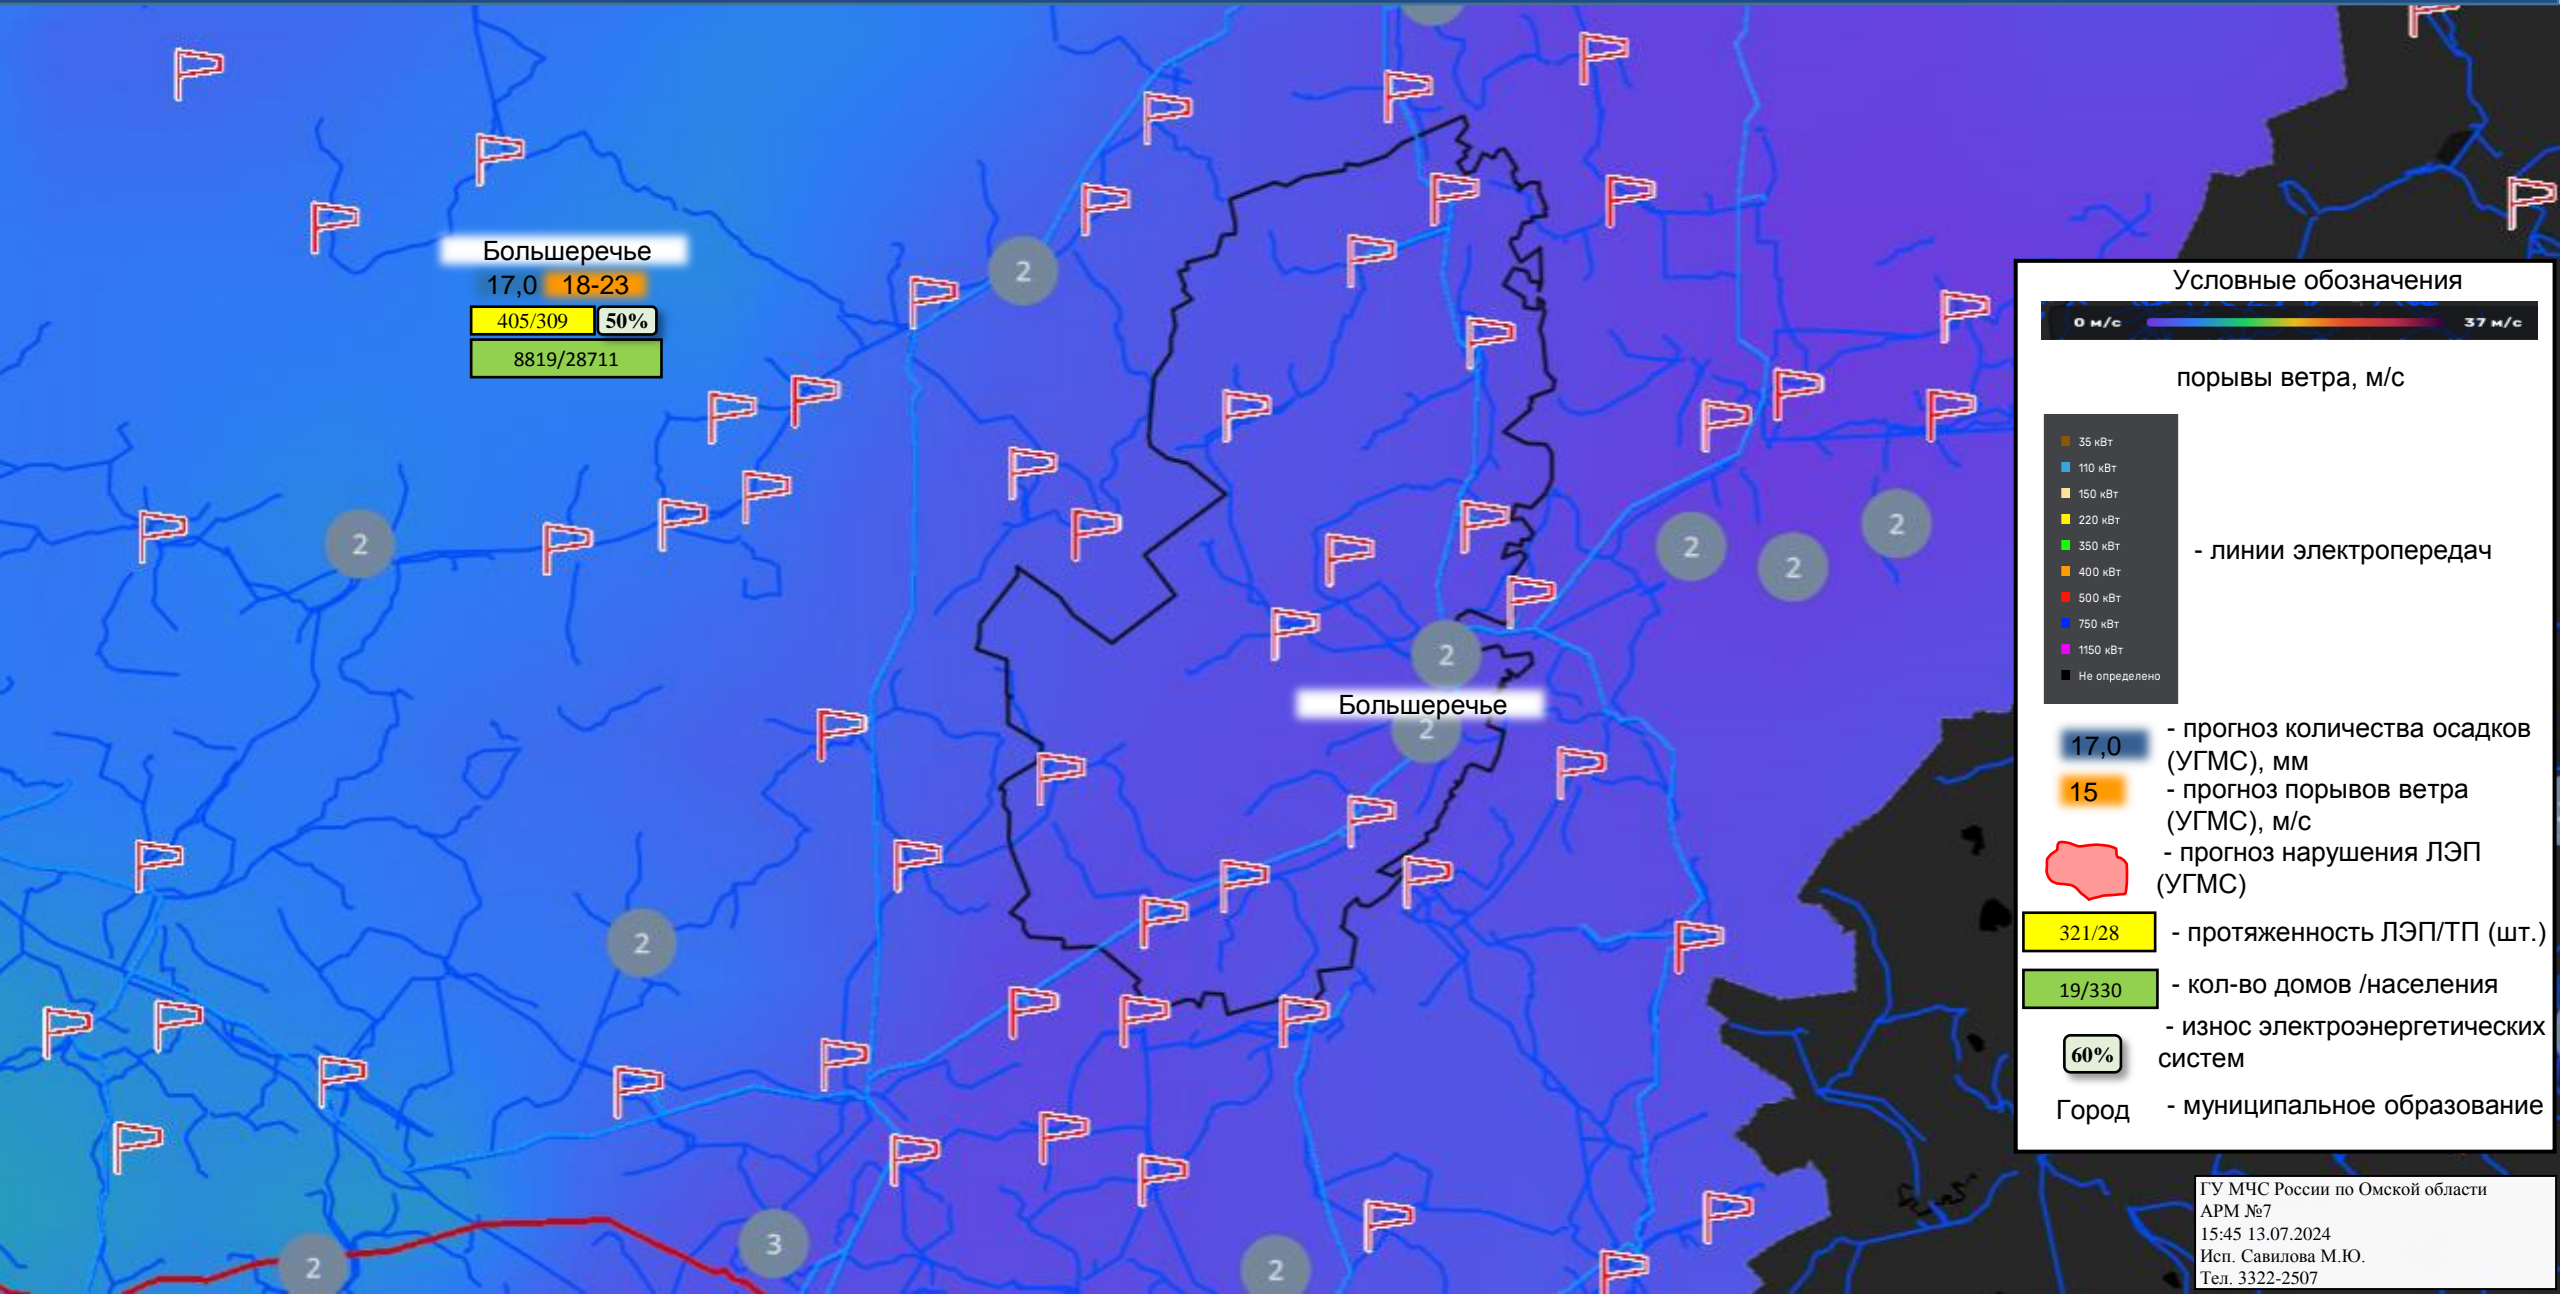 2
Большеречье
17,0 18-23
405/309 50%
8819/28711
2
2
2
2
2
2
Большеречье
2
2
2
3
2
Условные обозначения
0 м/с 37 м/с
порывы ветра, м/с
35 кВт
110 кВт
150 кВт
220 кВт
350 кВт
400 кВт
500 кВт
750 кВт
1150 кВт
Не определено
- линии электропередач
17,0 - прогноз количества осадков
(УГМС), мм
15 - прогноз порывов ветра
(УГМС), м/с
- прогноз нарушения ЛЭП
(УГМС)
321/28 - протяженность ЛЭП/ТП (шт.)
19/330 - кол-во домов /населения
60% - износ электроэнергетических
систем
Город - муниципальное образование
ГУ МЧС России по Омской области
АРМ №7
15:45 13.07.2024
Исп. Савилова М.Ю.
Тел. 3322-2507